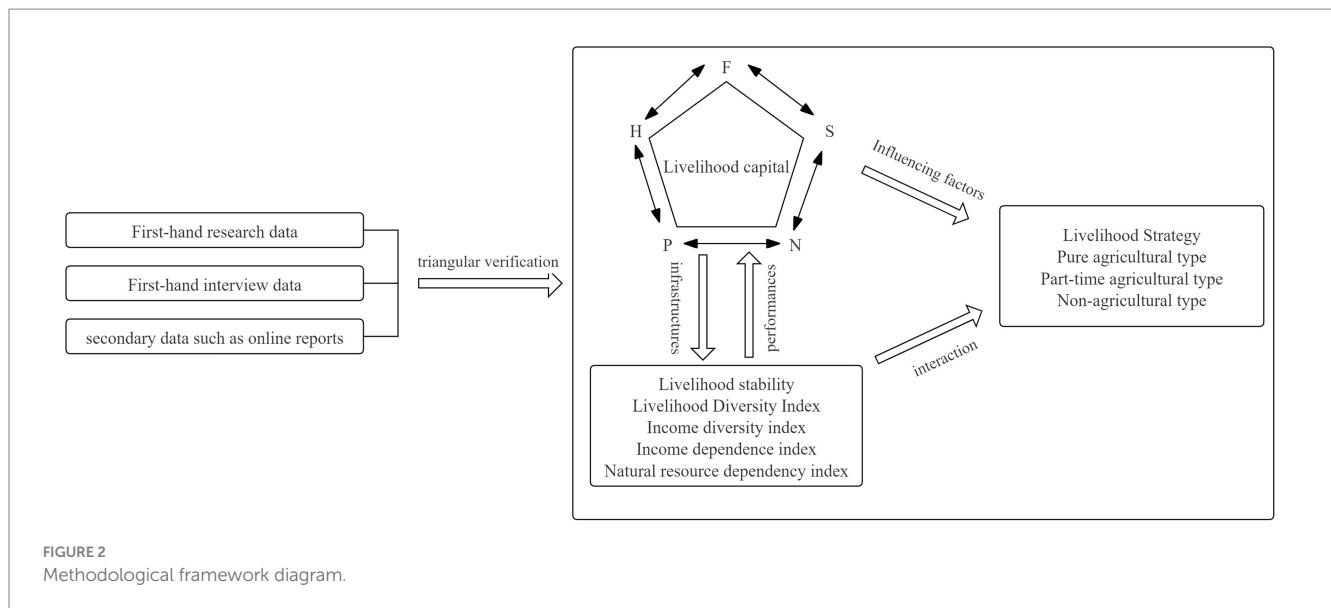 First-hand research data
First-hand interview data
secondary data such as online reports
triangular verification
F
H
S
Livelihood capital
P
N
infrastructures
performances
Livelihood stability
Livelihood Diversity Index
Income diversity index
Income dependence index
Natural resource dependency index
Influencing factors
interaction
Livelihood Strategy
Pure agricultural type
Part-time agricultural type
Non-agricultural type
FIGURE 2
Methodological framework diagram.